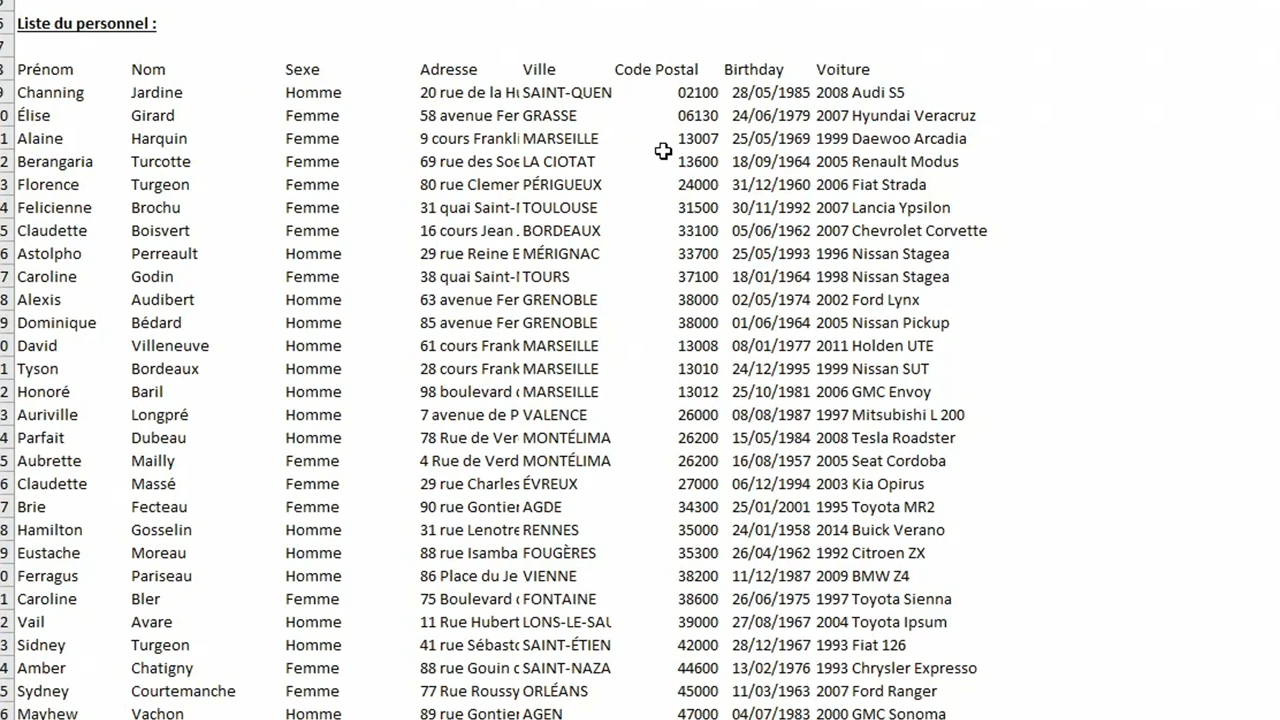 Liste du personnel :
Prénom Nom Sexe Adresse Ville Code Postal Birthday Voiture
Channing Jardine Homme 20 rue de la SAINT-QUEN 02100 28/05/1985 2008 Audi S5
Élise Girard Femme 58 avenue Fer GRASSE 06130 24/06/1979 2007 Hyundai Veracruz
Alaine Harquin Femme 9 cours Frankli MARSEILLE 13007 25/05/1969 1999 Daewoo Arcadia
Berangaria Turcotte Femme 69 rue des Soe LA CIOTAT 13600 18/09/1964 2005 Renault Modus
Florence Turgeon Femme 80 rue Clemer PÉRIGUEUX 24000 31/12/1960 2006 Fiat Strada
Felicienne Brochu Femme 31 quai Saint- TOULOUSE 31500 30/11/1992 2007 Lancia Ypsilon
Claudette Boisvert Femme 16 cours Jean BORDEAUX 33100 05/06/1962 2007 Chevrolet Corvette
Astolpho Perreault Homme 29 rue Reine E MÉRIGNAC 33700 25/05/1993 1996 Nissan Stagea
Caroline Godin Femme 38 quai Saint- TOURS 37100 18/01/1964 1998 Nissan Stagea
Alexis Audibert Homme 63 avenue Fer GRENOBLE 38000 02/05/1974 2002 Ford Lynx
Dominique Bédard Homme 85 avenue Fer GRENOBLE 38000 01/06/1964 2005 Nissan Pickup
David Villeneuve Homme 61 cours Frank MARSEILLE 13008 08/01/1977 2011 Holden UTE
Tyson Bordeaux Homme 28 cours Frank MARSEILLE 13010 24/12/1995 1999 Nissan SUT
Honoré Baril Homme 98 boulevard MARSEILLE 13012 25/10/1981 2006 GMC Envoy
Auriville Longpré Homme 7 avenue de P VALENCE 26000 08/08/1987 1997 Mitsubishi L 200
Parfait Dubeau Homme 78 Rue de Ver MONTÉLIMA 26200 15/05/1984 2008 Tesla Roadster
Aubrette Mailly Femme 4 Rue de Verd MONTÉLIMA 26200 16/08/1957 2005 Seat Cordoba
Claudette Massé Femme 29 rue Charles ÉVREUX 27000 06/12/1994 2003 Kia Opirus
Brie Fecteau Femme 90 rue Gontier AGDE 34300 25/01/2001 1995 Toyota MR2
Hamilton Gosselin Homme 31 rue Lenotre RENNES 35000 24/01/1958 2014 Buick Verano
Eustache Moreau Homme 88 rue Isamba FOUGÈRES 35300 26/04/1962 1992 Citroen ZX
Ferragus Pariseau Homme 86 Place du Je VIENNE 38200 11/12/1987 2009 BMW Z4
Caroline Bler Femme 75 Boulevard FONTAINE 38600 26/06/1975 1997 Toyota Sienna
Vail Avare Homme 11 Rue Hubert LONS-LE-SAU 39000 27/08/1967 2004 Toyota Ipsum
Sidney Turgeon Homme 41 rue Sébast SAINT-ÉTIEN 42000 28/12/1967 1993 Fiat 126
Amber Chatigny Femme 88 rue Gouin SAINT-NAZA 44600 13/02/1976 1993 Chrysler Expresso
Sydney Courtemanche Femme 77 Rue Roussy ORLÉANS 45000 11/03/1963 2007 Ford Ranger
Mayhew Vachon Homme 89 rue Gontier AGEN 47000 04/07/1983 2000 GMC Sonoma